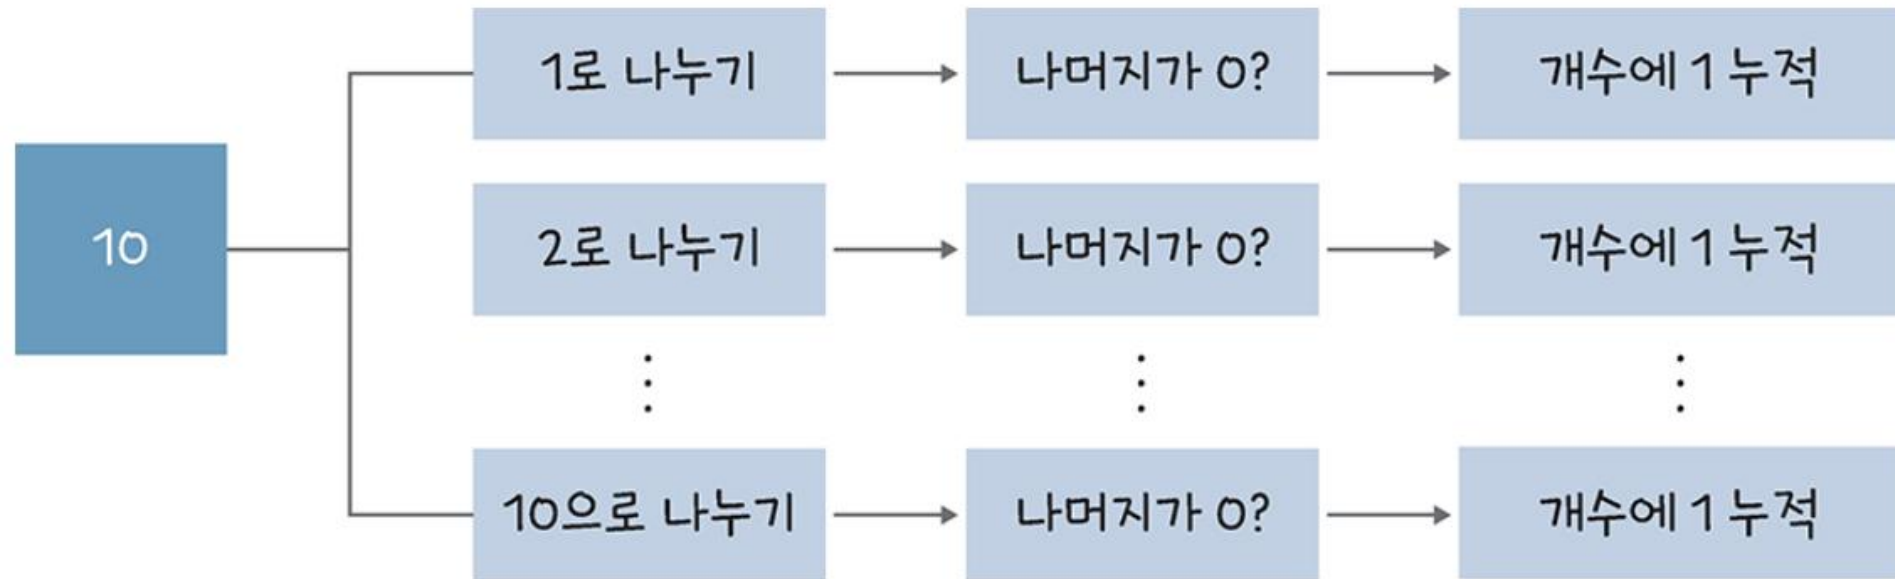 10
1로 나누기
나머지가 0?
개수에 1 누적
2로 나누기
나머지가 0?
개수에 1 누적
10으로 나누기
나머지가 0?
개수에 1 누적